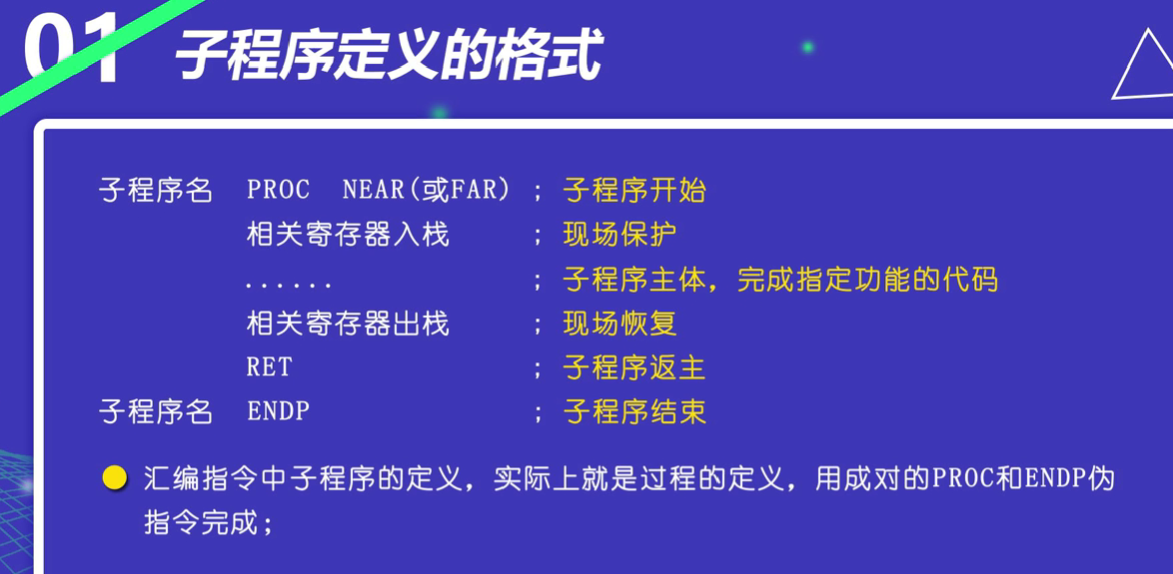 01 子程序定义的格式
子程序名 PROC NEAR(或FAR) ; 子程序开始
相关寄存器入栈 ; 现场保护
...... ; 子程序主体，完成指定功能的代码
相关寄存器出栈 ; 现场恢复
RET ; 子程序返主
子程序名 ENDP ; 子程序结束
汇编指令中子程序的定义，实际上就是过程的定义，用成对的PROC和ENDP伪
指令完成；